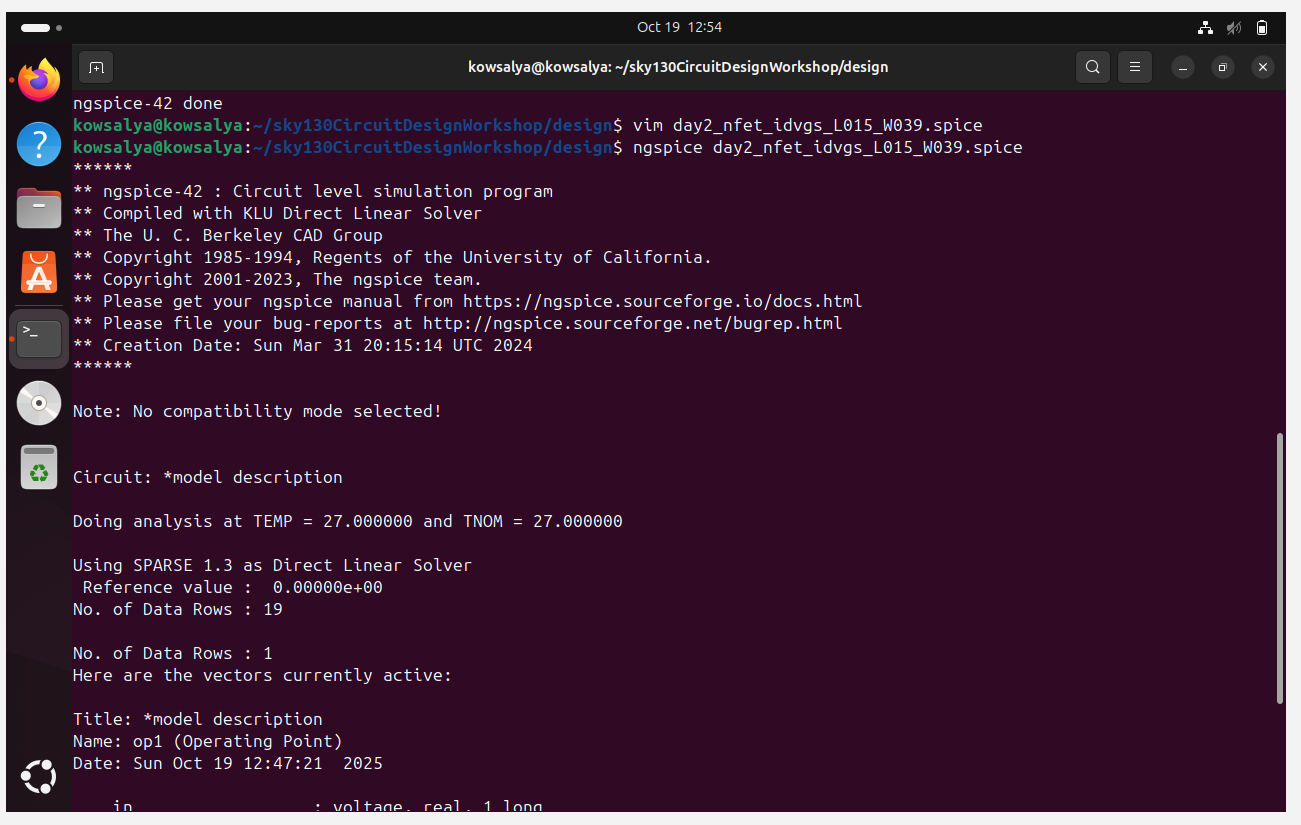 Oct 19 12:54
kowsalya@kowsalya: ~/sky130CircuitDesignWorkshop/design
ngspice-42 done
kowsalya@kowsalya:~/sky130CircuitDesignWorkshop/design$ vim day2_nfet_idvgs_L015_W039.spice
kowsalya@kowsalya:~/sky130CircuitDesignWorkshop/design$ ngspice day2_nfet_idvgs_L015_W039.spice
******
** ngspice-42 : Circuit level simulation program
** Compiled with KLU Direct Linear Solver
** The U. C. Berkeley CAD Group
** Copyright 1985-1994, Regents of the University of California.
** Copyright 2001-2023, The ngspice team.
** Please get your ngspice manual from https://ngspice.sourceforge.io/docs.html
** Please file your bug-reports at http://ngspice.sourceforge.net/bugrep.html
** Creation Date: Sun Mar 31 20:15:14 UTC 2024
******
Note: No compatibility mode selected!
Circuit: *model description
Doing analysis at TEMP = 27.000000 and TNOM = 27.000000
Using SPARSE 1.3 as Direct Linear Solver
Reference value :  0.00000e+00
No. of Data Rows : 19
No. of Data Rows : 1
Here are the vectors currently active:
Title: *model description
Name: op1 (Operating Point)
Date: Sun Oct 19 12:47:21  2025
in : voltage, real, 1 long